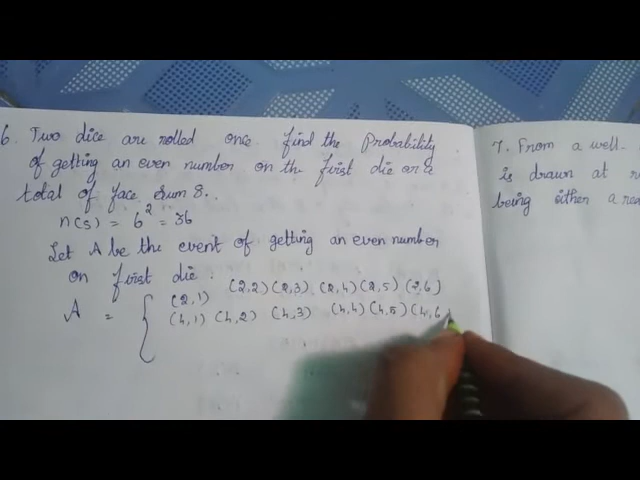 6. Two dice are rolled once. find the Probability
of getting an even number on the first die or a
total of face sum 8.
n(s) = 6² = 36
Let A be the event of getting an even number
on first die.
A = { (2,1) (2,2) (2,3) (2,4) (2,5) (2,6)
(4,1) (4,2) (4,3) (4,4) (4,5) (4,6
7. From a well-
is drawn at
being either a